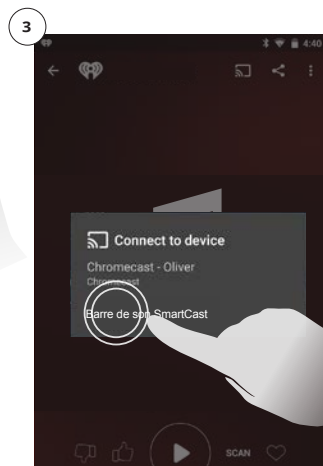 3
4:40
Connect to device
Chromecast - Oliver
Chromecast
Barre de son SmartCast
SCAN